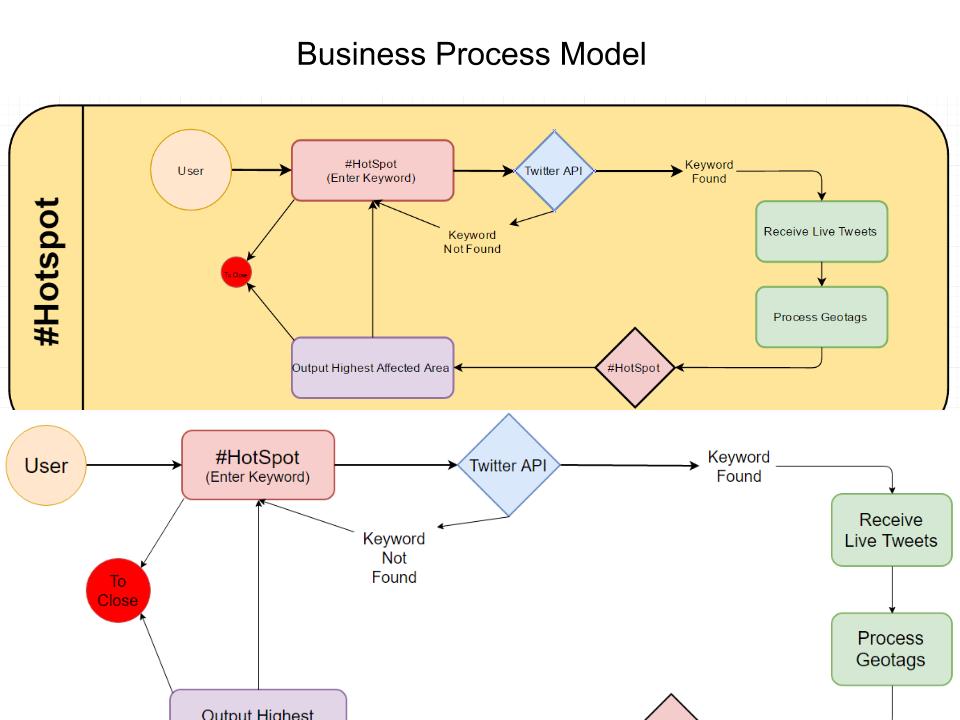 Business Process Model
#Hotspot
User
#HotSpot
(Enter Keyword)
Twitter API
Keyword
Found
Keyword
Not Found
Receive Live Tweets
To Close
Process Geotags
Output Highest Affected Area
#HotSpot
User
#HotSpot
(Enter Keyword)
Twitter API
Keyword
Found
Keyword
Not
Found
Receive
Live Tweets
To
Close
Process
Geotags
Output Highest